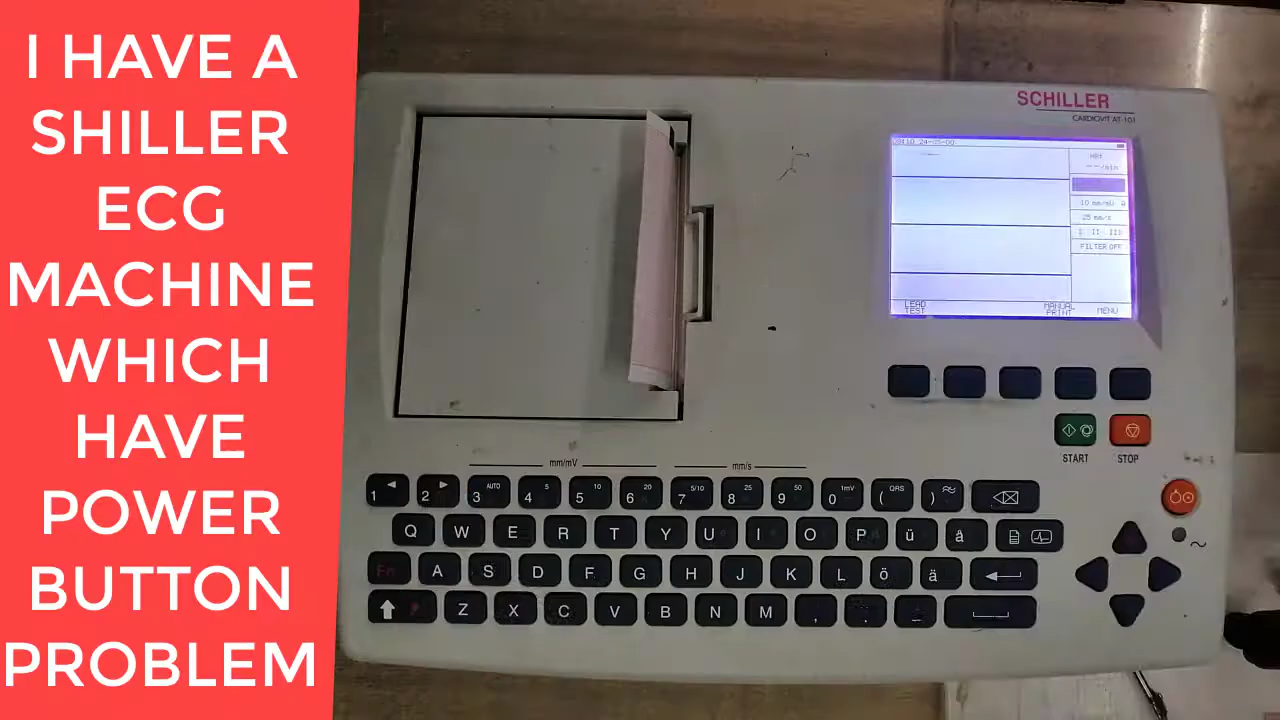 I HAVE A
SHILLER
ECG
MACHINE
WHICH
HAVE
POWER
BUTTON
PROBLEM
SCHILLER
CARDIOVIT AT-101
--/min
10 mm/mV
25 mm/s
I II III
FILTER OFF
LEAD TEST
MANUAL PRINT
MENU
START
STOP
mm/mV
mm/s
1 2 3 AUTO 4 5 5 10 6 20 7 5/10 8 25 9 50 0 1mV ( QRS )
Q W E R T Y U I O P ü å
Fn A S D F G H J K L ö ä
Z X C V B N M , .